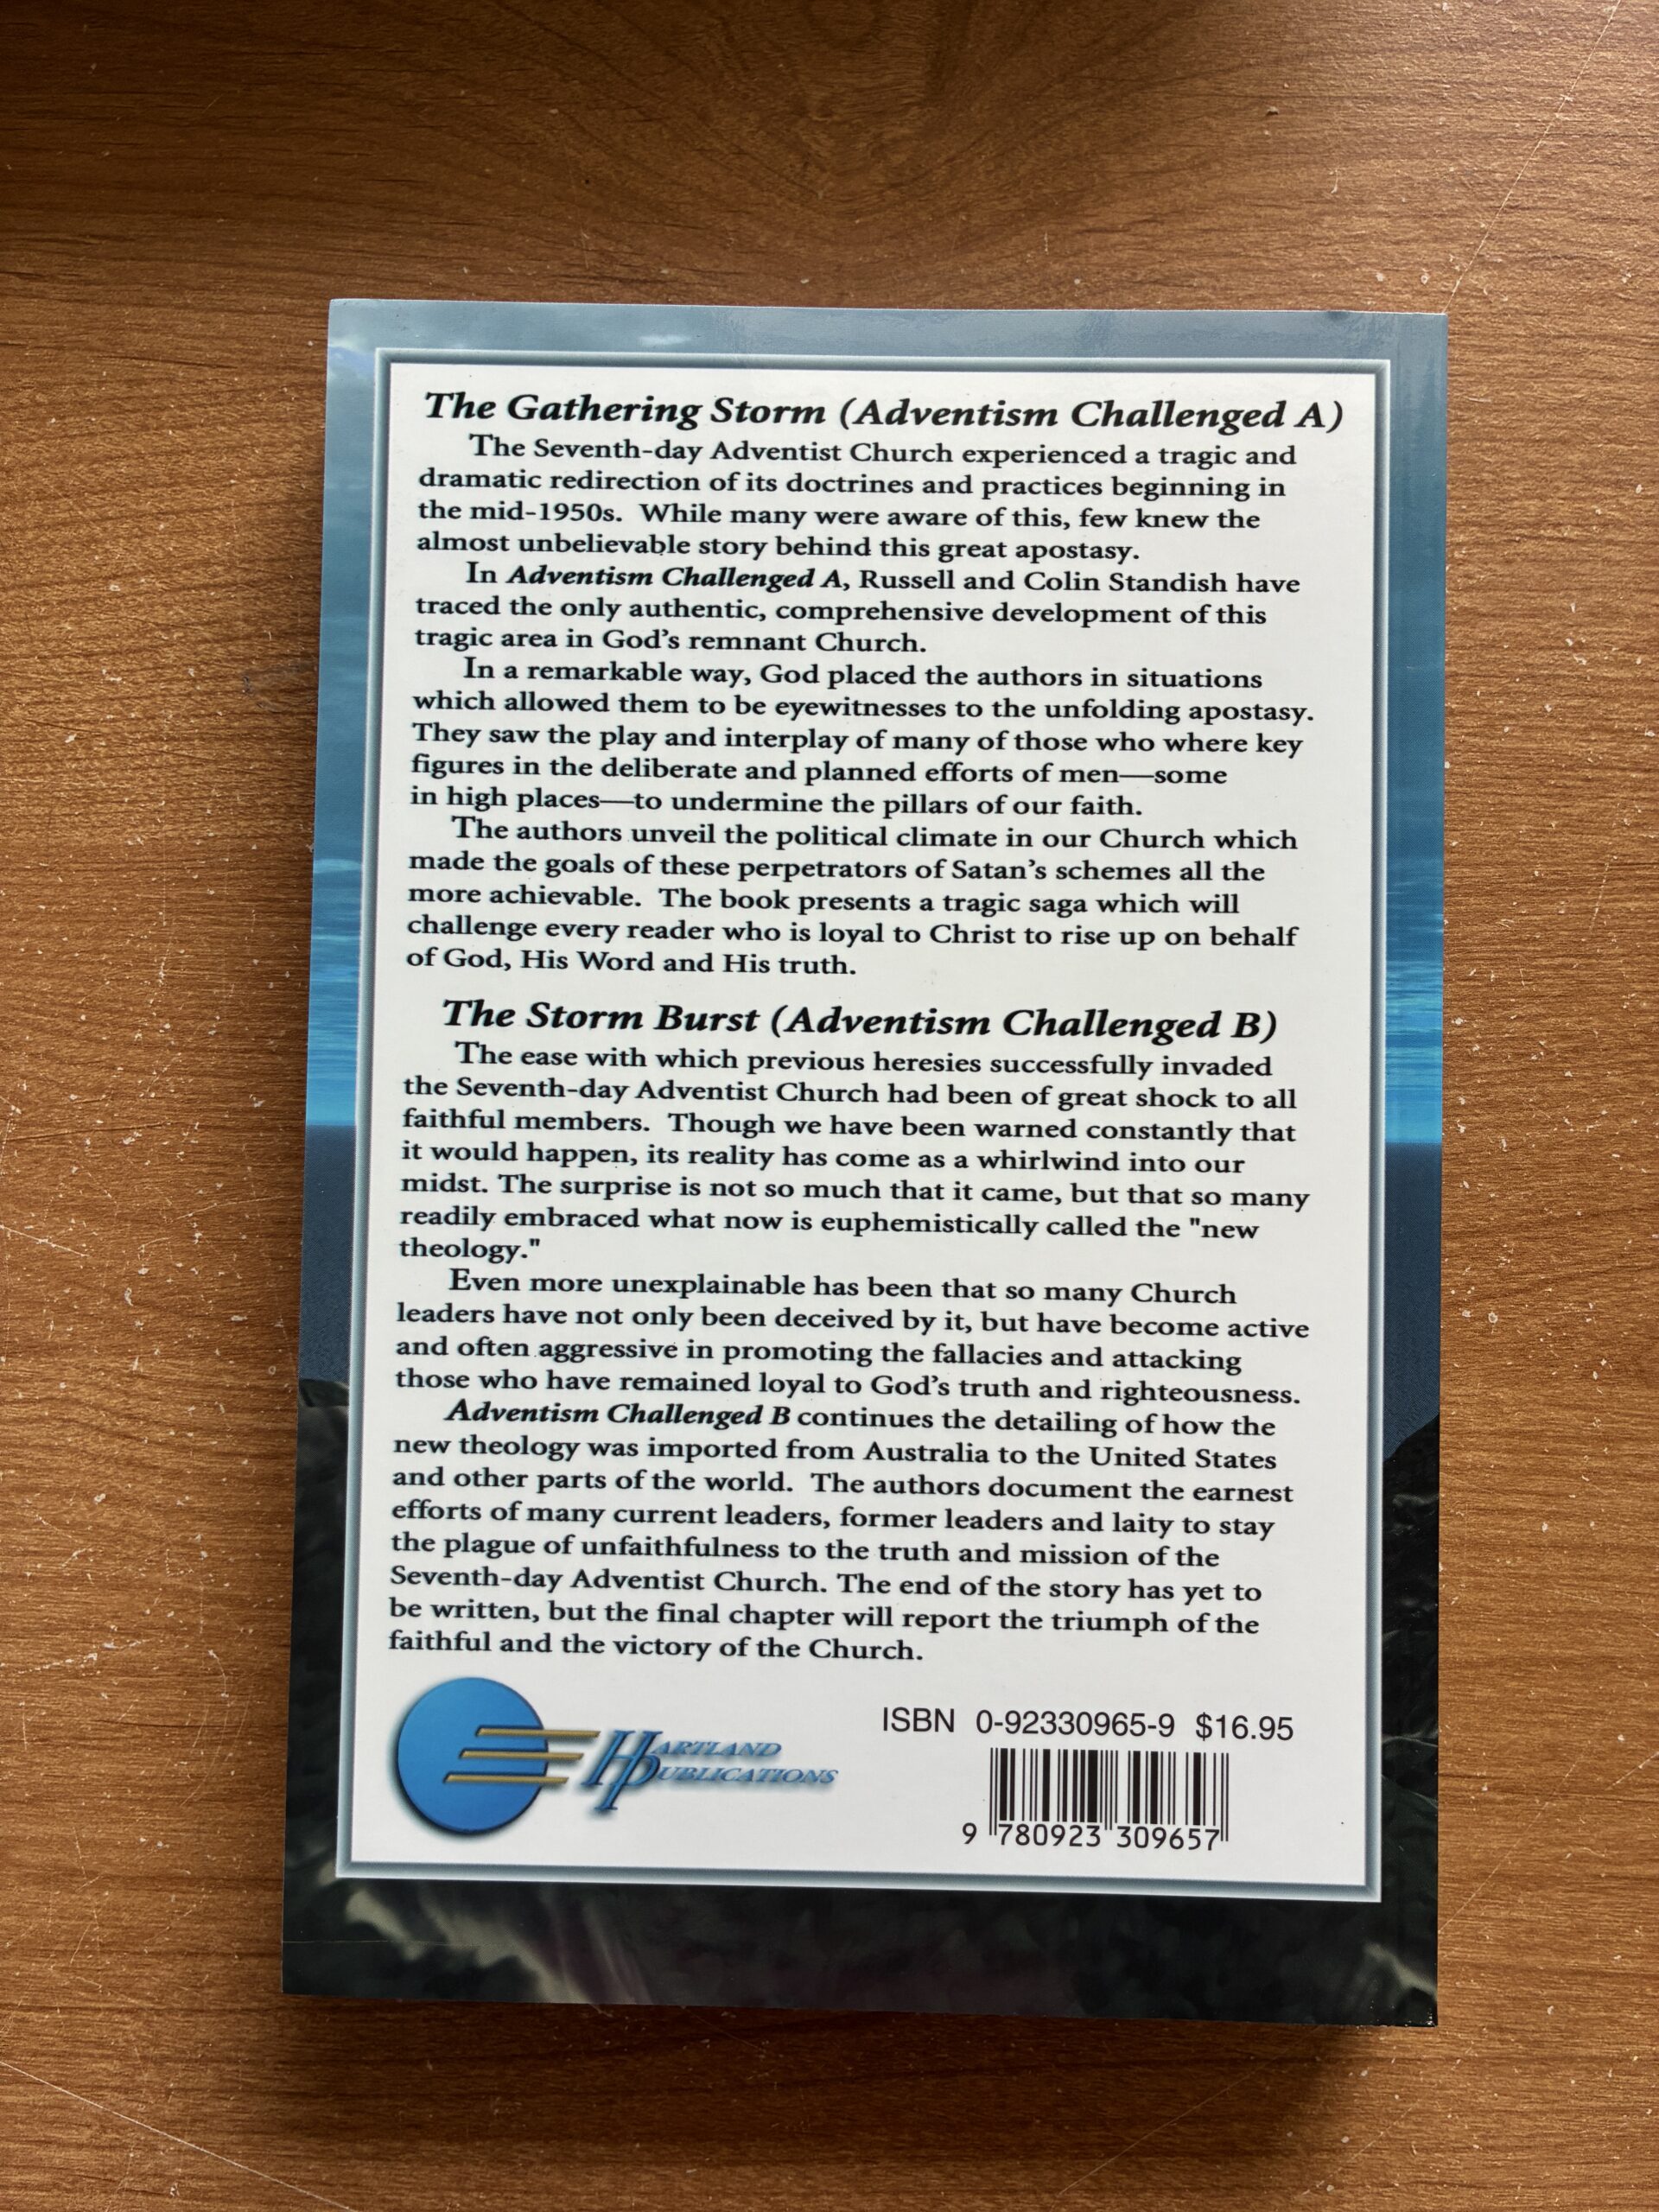 The Gathering Storm (Adventism Challenged A)
The Seventh-day Adventist Church experienced a tragic and
dramatic redirection of its doctrines and practices beginning in
the mid-1950s. While many were aware of this, few knew the
almost unbelievable story behind this great apostasy.
In Adventism Challenged A, Russell and Colin Standish have
traced the only authentic, comprehensive development of this
tragic area in God's remnant Church.
In a remarkable way, God placed the authors in situations
which allowed them to be eyewitnesses to the unfolding apostasy.
They saw the play and interplay of many of those who where key
figures in the deliberate and planned efforts of men—some
in high places—to undermine the pillars of our faith.
The authors unveil the political climate in our Church which
made the goals of these perpetrators of Satan's schemes all the
more achievable. The book presents a tragic saga which will
challenge every reader who is loyal to Christ to rise up on behalf
of God, His Word and His truth.
The Storm Burst (Adventism Challenged B)
The ease with which previous heresies successfully invaded
the Seventh-day Adventist Church had been of great shock to all
faithful members. Though we have been warned constantly that
it would happen, its reality has come as a whirlwind into our
midst. The surprise is not so much that it came, but that so many
readily embraced what now is euphemistically called the "new
theology."
Even more unexplainable has been that so many Church
leaders have not only been deceived by it, but have become active
and often aggressive in promoting the fallacies and attacking
those who have remained loyal to God's truth and righteousness.
Adventism Challenged B continues the detailing of how the
new theology was imported from Australia to the United States
and other parts of the world. The authors document the earnest
efforts of many current leaders, former leaders and laity to stay
the plague of unfaithfulness to the truth and mission of the
Seventh-day Adventist Church. The end of the story has yet to
be written, but the final chapter will report the triumph of the
faithful and the victory of the Church.
HARTLAND
PUBLICATIONS
ISBN 0-92330965-9 $16.95
9 780923 309657